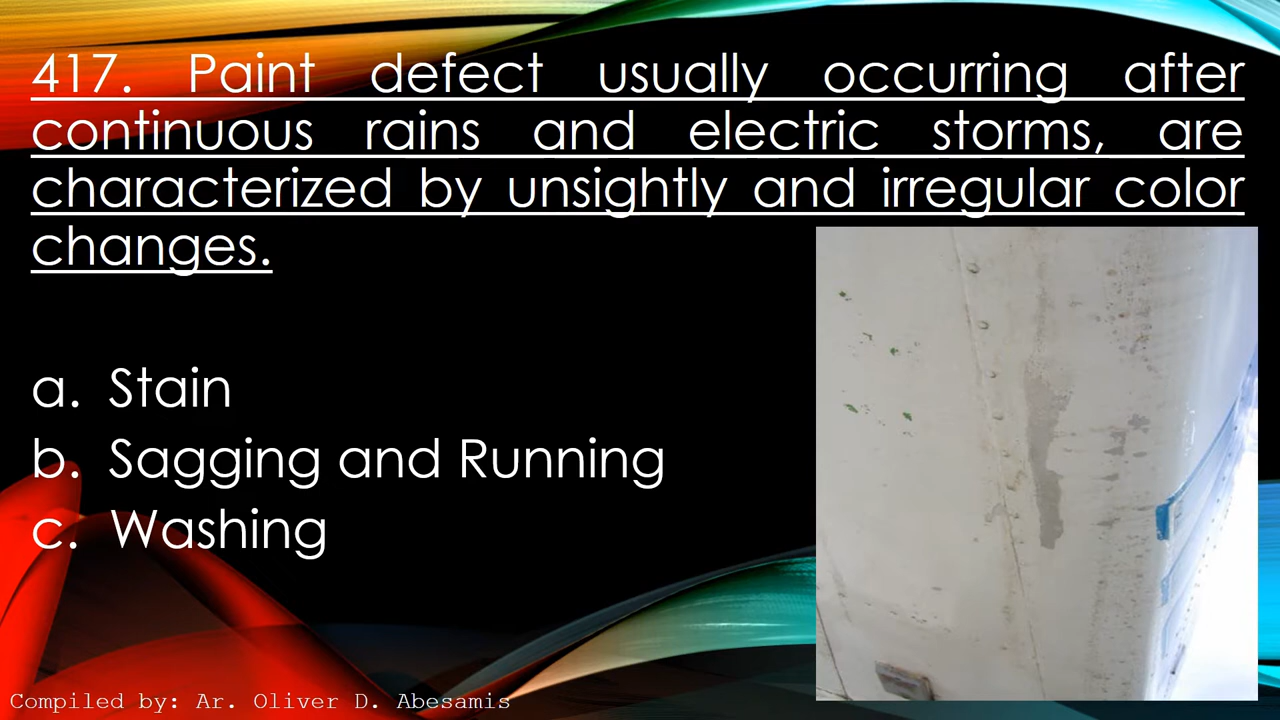 417. Paint defect usually occurring after
continuous rains and electric storms, are
characterized by unsightly and irregular color
changes.
a. Stain
b. Sagging and Running
c. Washing
Compiled by: Ar. Oliver D. Abesamis